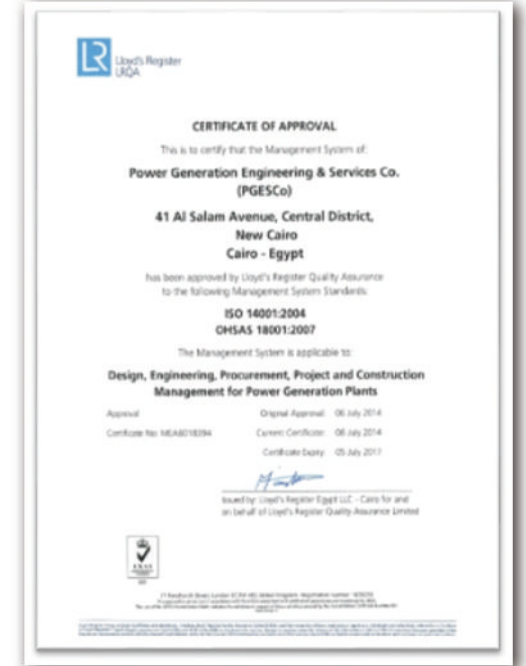 LR
Lloyd's Register
LRQA
CERTIFICATE OF APPROVAL
This is to certify that the Management System of:
Power Generation Engineering & Services Co.
(PGESCo)
41 Al Salam Avenue, Central District,
New Cairo
Cairo - Egypt
has been approved by Lloyd's Register Quality Assurance
to the following Management System Standards:
ISO 14001:2004
OHSAS 18001:2007
The Management System is applicable to:
Design, Engineering, Procurement, Project and Construction
Management for Power Generation Plants
Approval Original Approval: 06 July 2014
Certificate No: MEA6018394 Current Certificate: 06 July 2014
Certificate Expiry: 05 July 2017
Issued by: Lloyd's Register Egypt LLC - Cairo for and
on behalf of Lloyd's Register Quality Assurance Limited
UKAS